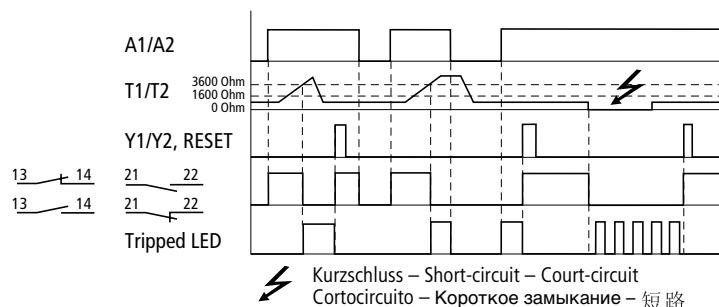 A1/A2
T1/T2
3600 Ohm
1600 Ohm
0 Ohm
Y1/Y2, RESET
13 14 21 22
13 14 21 22
Tripped LED
Kurzschluss – Short-circuit – Court-circuit
Cortocircuito – Короткое замыкание – 短路